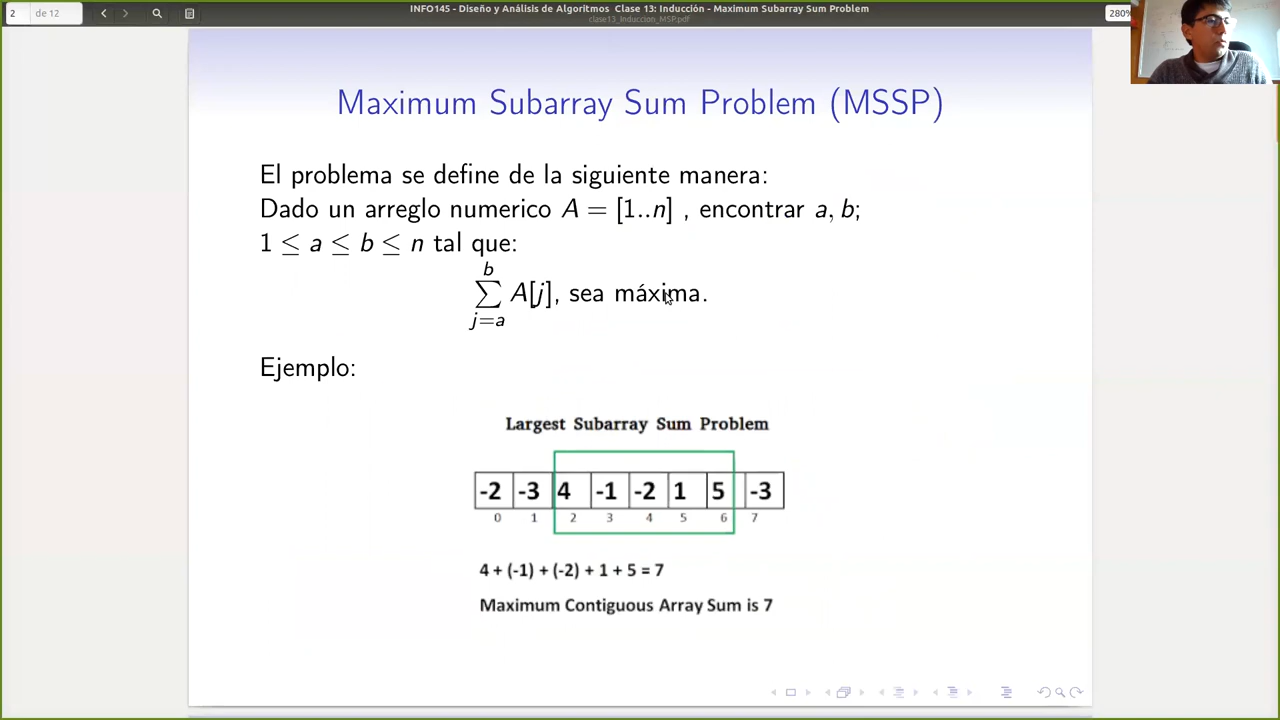 2 de 12
INFO145 - Diseño y Análisis de Algoritmos Clase 13: Inducción - Maximum Subarray Sum Problem
clase13_Induccion_MSP.pdf
280%
Maximum Subarray Sum Problem (MSSP)
El problema se define de la siguiente manera:
Dado un arreglo numerico A = [1..n] , encontrar a, b;
1 ≤ a ≤ b ≤ n tal que:
b
∑ A[j], sea máxima.
j=a
Ejemplo:
Largest Subarray Sum Problem
-2 -3 4 -1 -2 1 5 -3
0 1 2 3 4 5 6 7
4 + (-1) + (-2) + 1 + 5 = 7
Maximum Contiguous Array Sum is 7